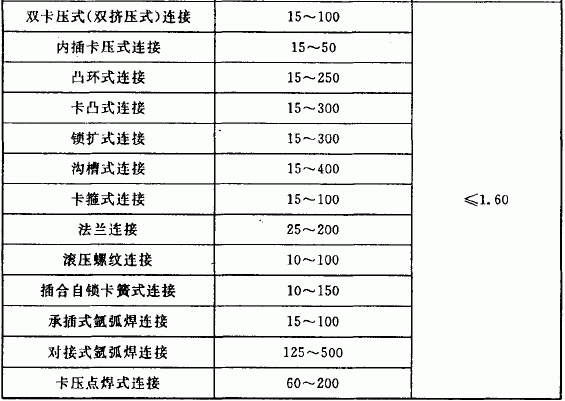 双卡压式(双挤压式)连接 15～100
内插卡压式连接 15～50
凸环式连接 15～250
卡凸式连接 15～300
锁扩式连接 15～300
沟槽式连接 15～400
卡箍式连接 15～100 ≤1.60
法兰连接 25～200
滚压螺纹连接 10～100
插合自锁卡簧式连接 10～150
承插式氩弧焊连接 15～100
对接式氩弧焊连接 125～500
卡压点焊式连接 60～200